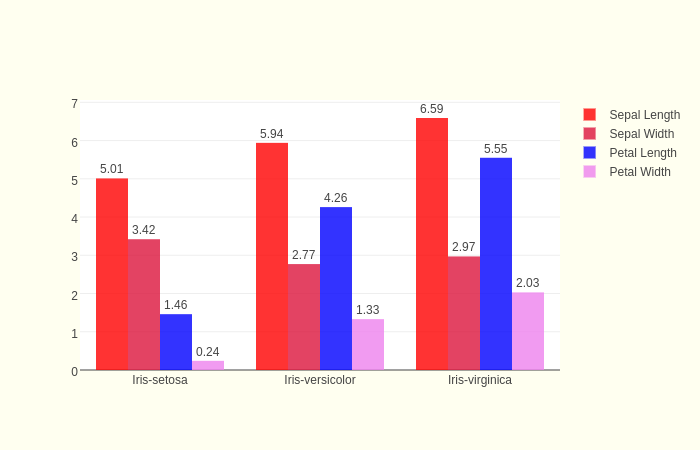 7
6
5
4
3
2
1
0
5.01
3.42
1.46
0.24
5.94
2.77
4.26
1.33
6.59
2.97
5.55
2.03
Iris-setosa
Iris-versicolor
Iris-virginica
Sepal Length
Sepal Width
Petal Length
Petal Width